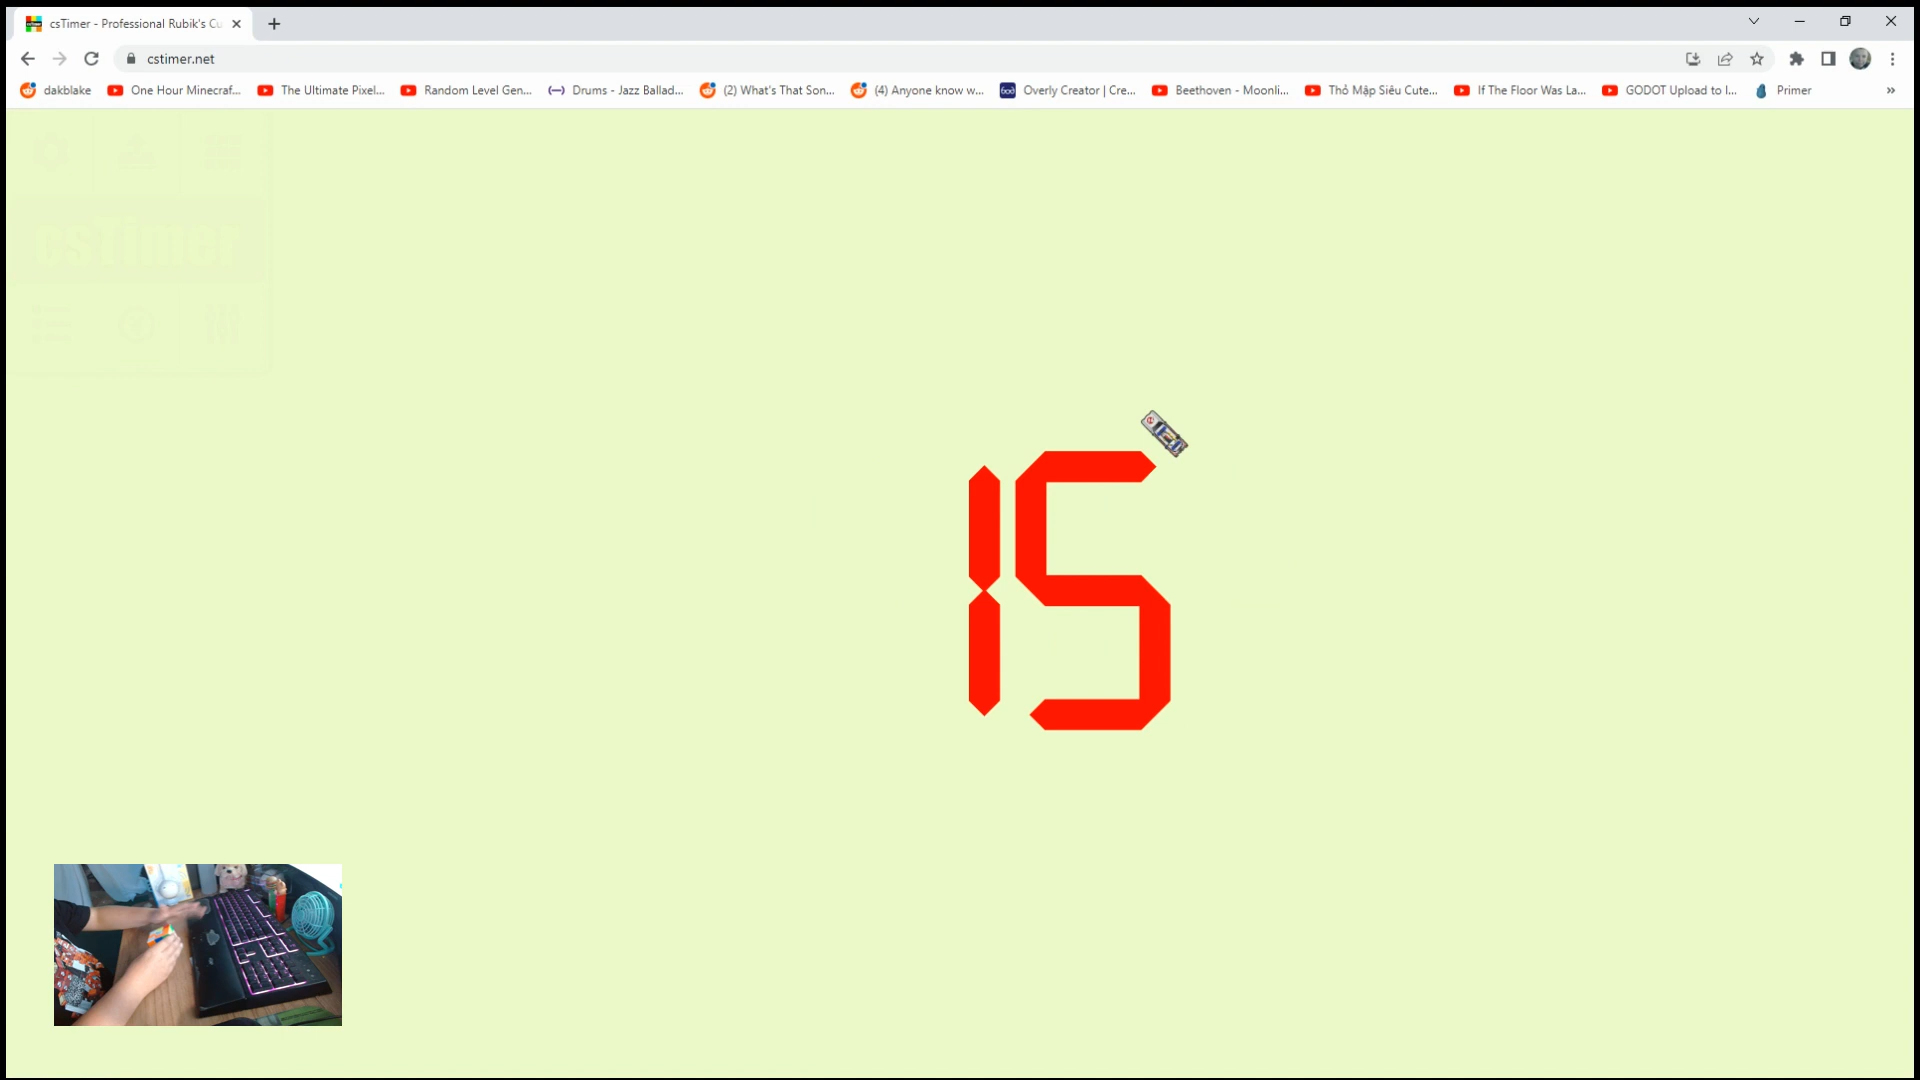 csTimer - Professional Rubik's Cu
cstimer.net
dakblake
One Hour Minecraf...
The Ultimate Pixel...
Random Level Gen...
Drums - Jazz Ballad...
(2) What's That Son...
(4) Anyone know w...
Overly Creator | Cre...
Beethoven - Moonli...
Thỏ Mập Siêu Cute...
If The Floor Was La...
GODOT Upload to I...
Primer
csTimer
15